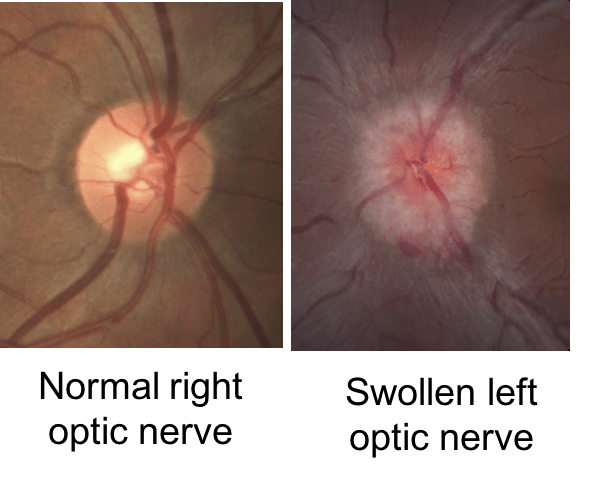 Normal right
optic nerve
Swollen left
optic nerve